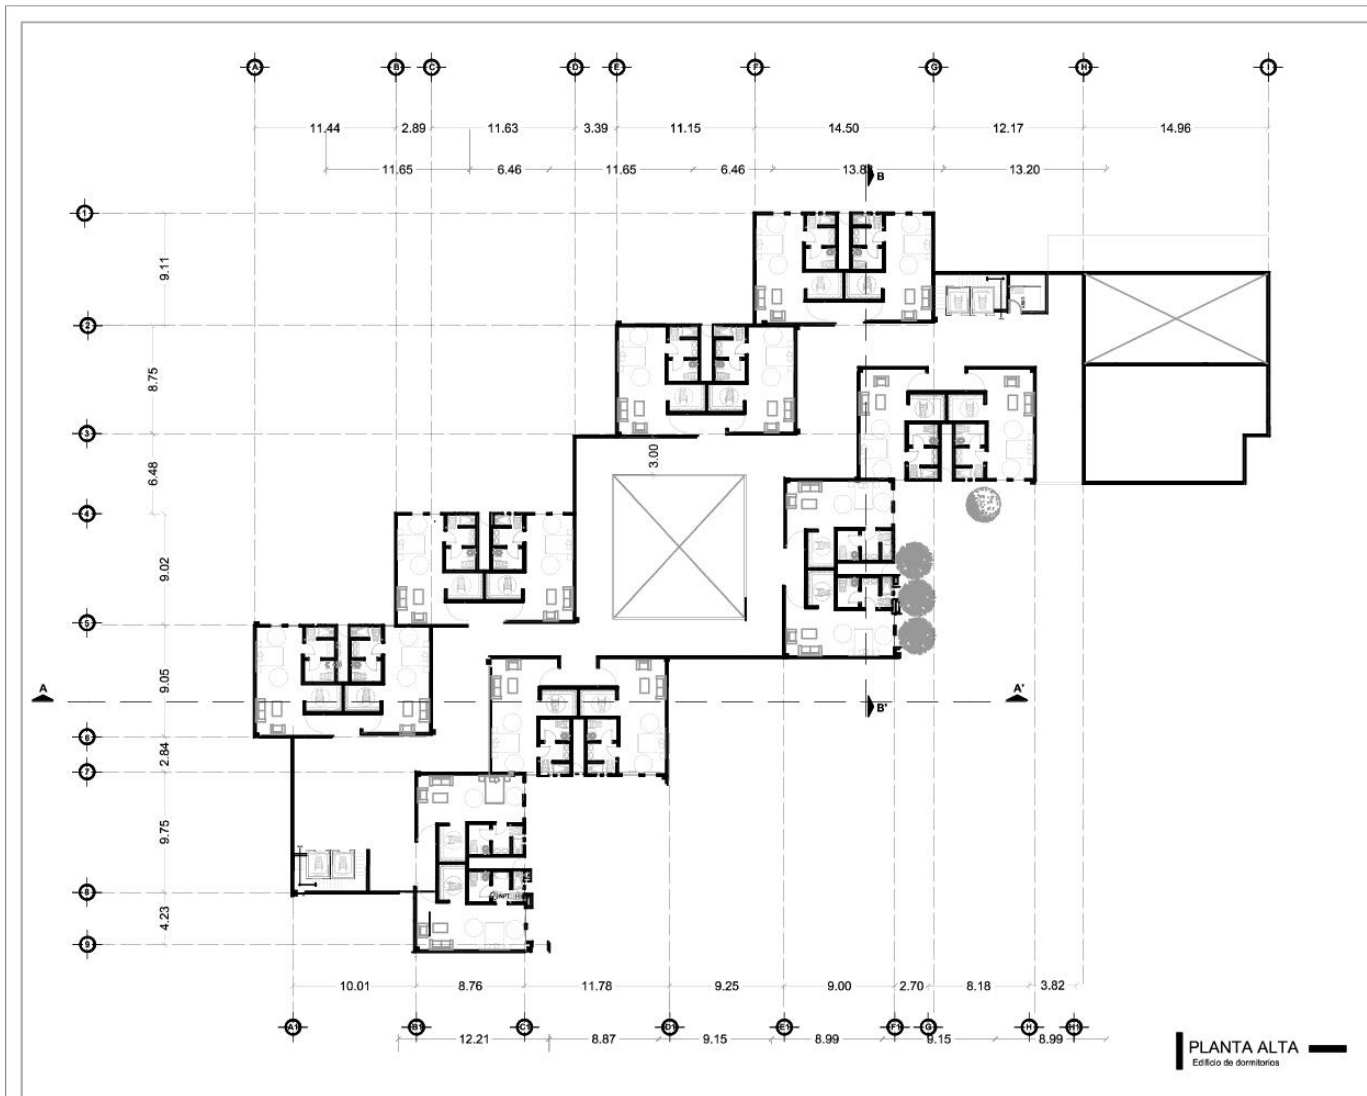 A B C D E F G H I
11.44 2.89 11.63 3.39 11.15 14.50 12.17 14.96
11.65 6.46 11.65 6.46 13.8 13.20
B
1
9.11
2
8.75
3
3.00
6.48
4
9.02
5
9.05
A A'
B'
6
2.84
7
9.75
8
NPT.
4.23
9
10.01 8.76 11.78 9.25 9.00 2.70 8.18 3.82
A1 B1 C1 D1 E1 F1 G H H1
12.21 8.87 9.15 8.99 9.15 8.99
PLANTA ALTA
Edificio de dormitorios